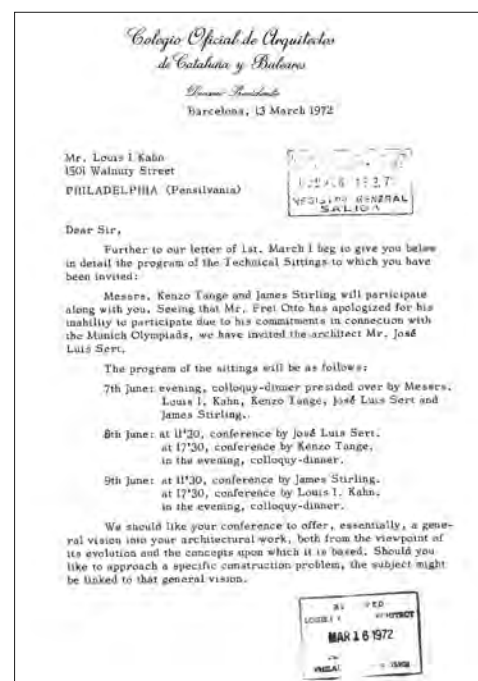 Colegio Oficial de Arquitectos
de Cataluña y Baleares
Decano Presidente
Barcelona, 13 March 1972
Mr. Louis I Kahn
1501 Walnuty Street
PHILADELPHIA (Pensilvania)
REGISTRO GENERAL
SALIDA
Dear Sir,
Further to our letter of 1st. March I beg to give you below
in detail the program of the Technical Sittings to which you have
been invited:
Messrs. Kenzo Tange and James Stirling will participate
along with you. Seeing that Mr. Frei Otto has apologized for his
inability to participate due to his commitments in connection with
the Munich Olympiads, we have invited the architect Mr. José
Luis Sert.
The program of the sittings will be as follows:
7th June: evening, colloquy-dinner presided over by Messrs.
Louis I. Kahn, Kenzo Tange, José Luis Sert and
James Stirling.
8th June: at 11'30, conference by José Luis Sert.
at 17'30, conference by Kenzo Tange.
in the evening, colloquy-dinner.
9th June: at 11'30, conference by James Stirling.
at 17'30, conference by Louis I. Kahn.
in the evening, colloquy-dinner.
We should like your conference to offer, essentially, a gene-
ral vision into your architectural work, both from the viewpoint of
its evolution and the concepts upon which it is based. Should you
like to approach a specific construction problem, the subject might
be linked to that general vision.
MAR 16 1972